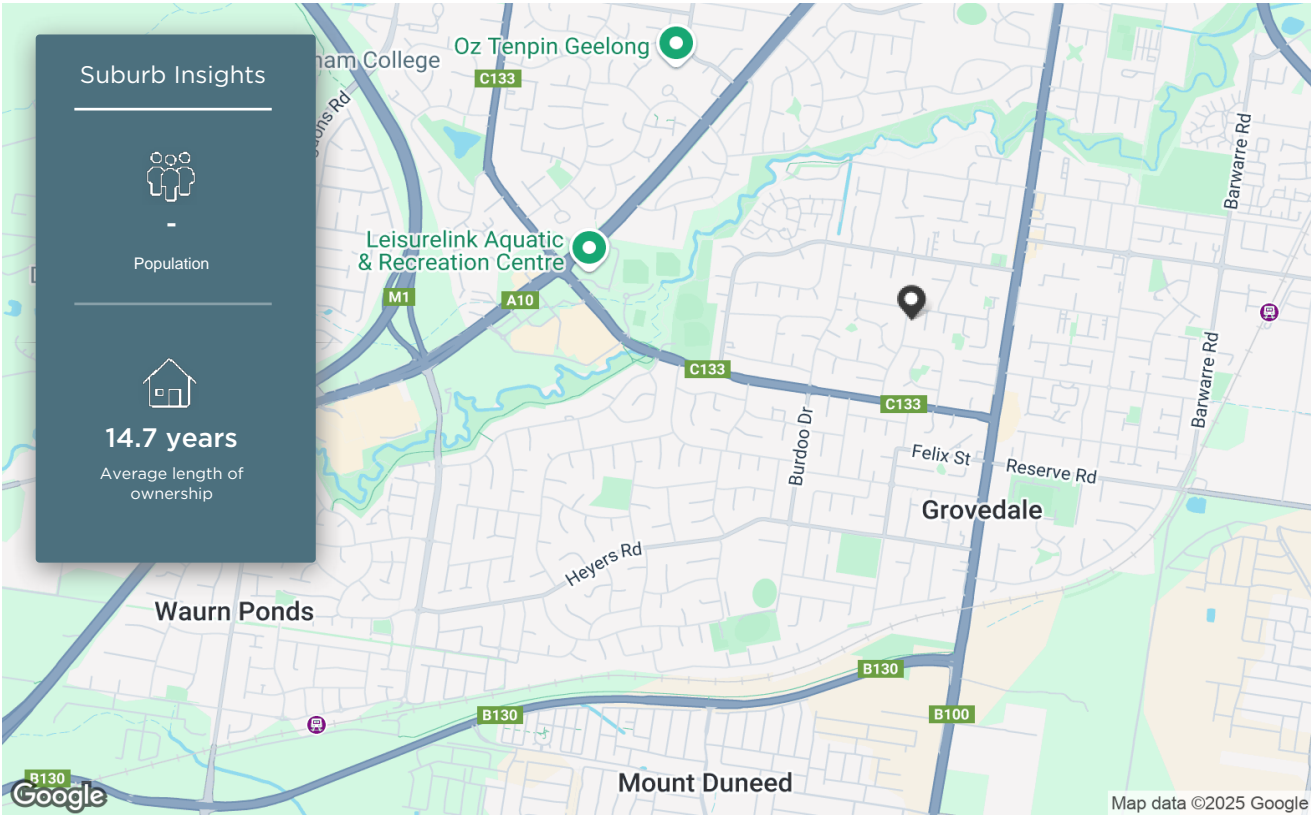 Suburb Insights
-
Population
14.7 years
Average length of
ownership
ham College
Oz Tenpin Geelong
C133
Barwarre Rd
Leisurelink Aquatic
& Recreation Centre
M1
A10
C133
C133
Barwarre Rd
Burdoo Dr
Felix St
Reserve Rd
Grovedale
Heyers Rd
Waurn Ponds
B130
B130
B100
Mount Duneed
B130
Google
Map data ©2025 Google